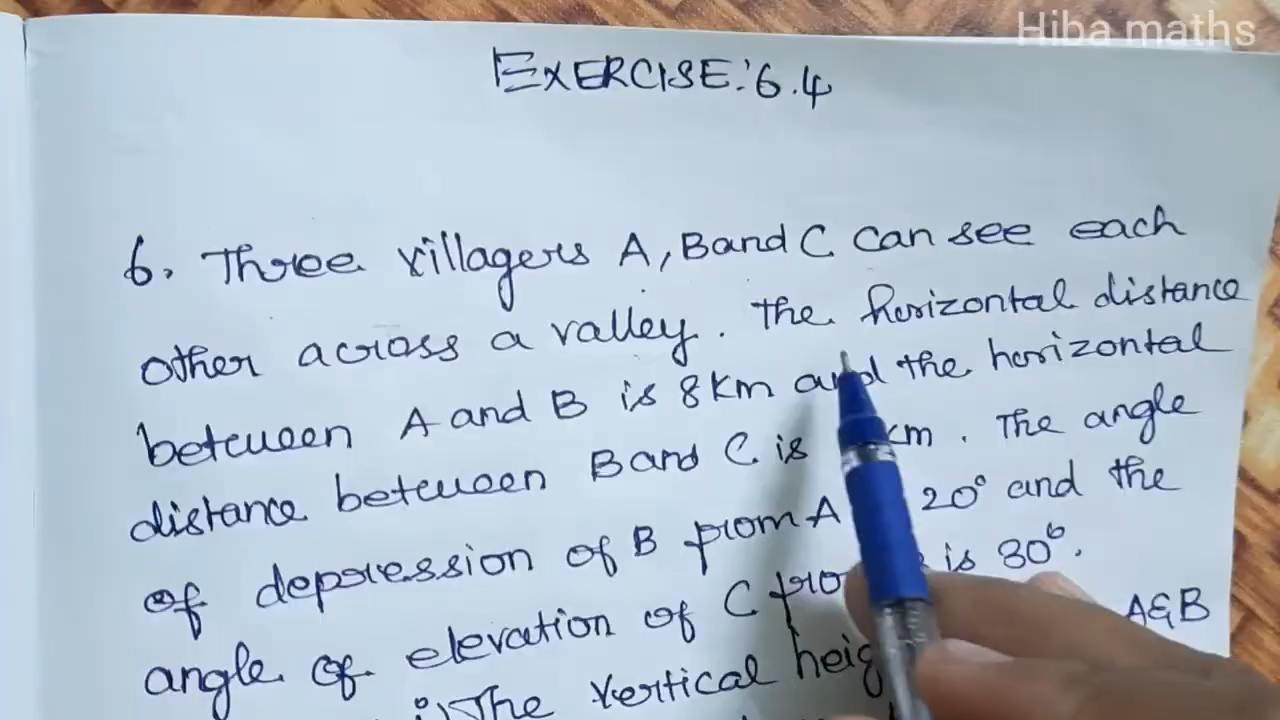 Hiba maths
EXERCISE: 6.4
6. Three villagers A, B and C can see each
other across a valley. The horizontal distance
between A and B is 8km and the horizontal
distance between B and C is km. The angle
of depression of B from A 20° and the
angle of elevation of C is 30°.
A&B
i) The vertical